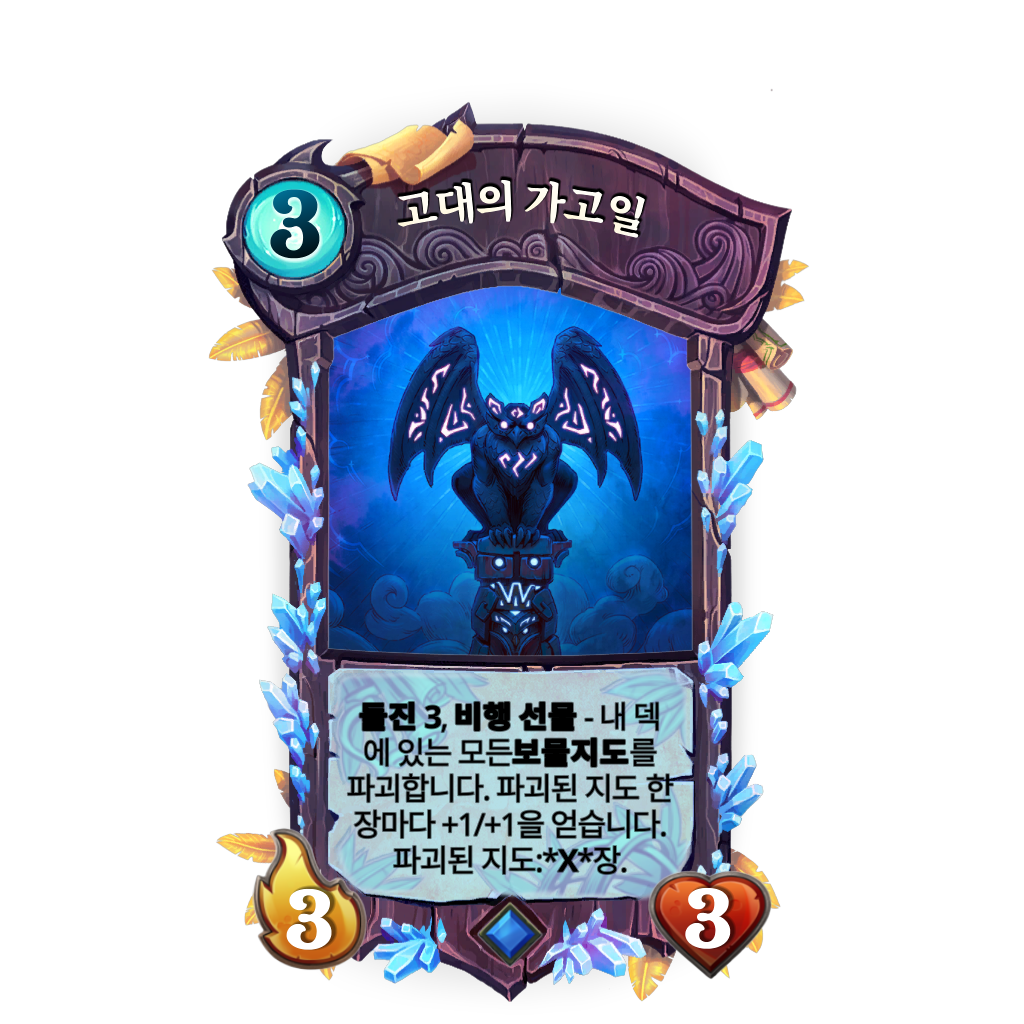 3
고대의 가고일
돌진 3, 비행 선물 - 내 덱
에 있는 모든보물지도를
파괴합니다. 파괴된 지도 한
장마다 +1/+1을 얻습니다.
파괴된 지도:*X*장.
3
3